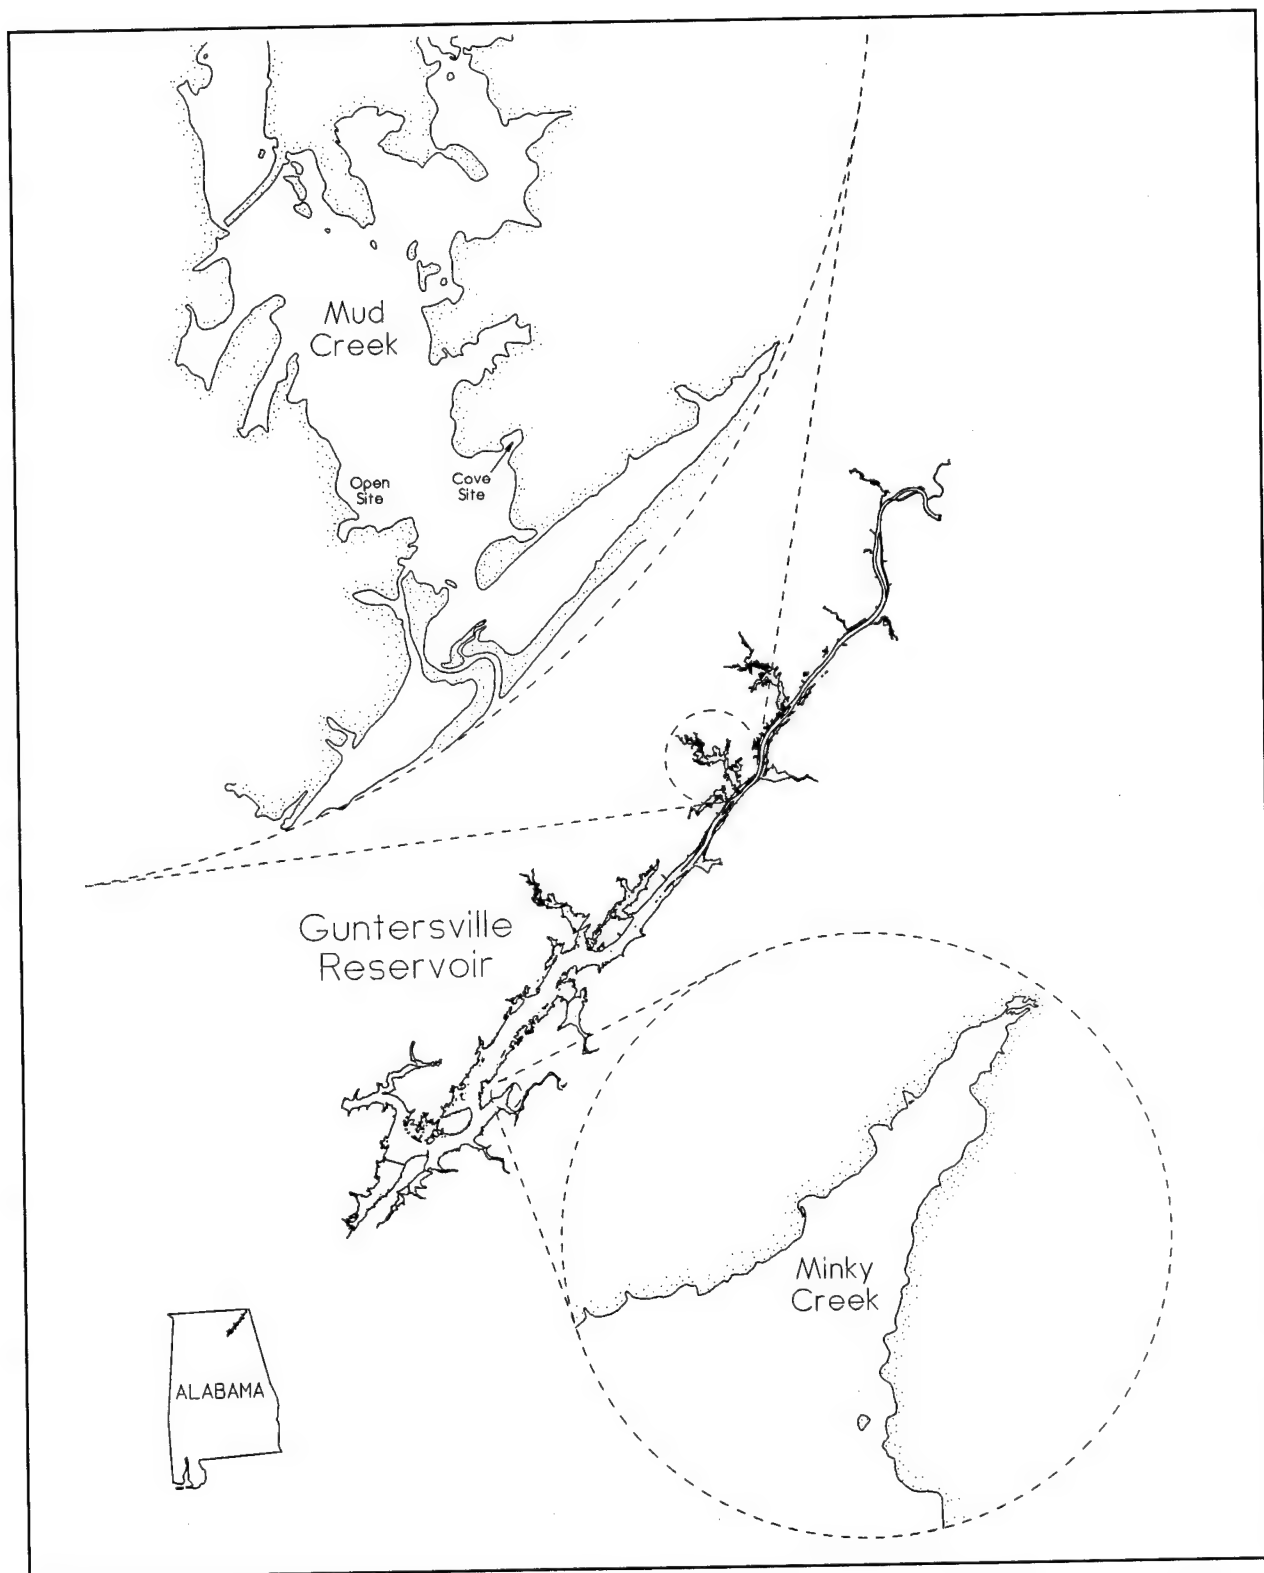 Mud
Creek
Open
Site
Cove
Site
Guntersville
Reservoir
Minky
Creek
ALABAMA